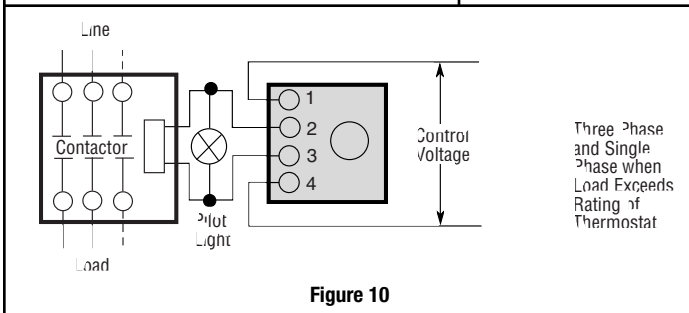 Line
Contactor
Load
Pilot
Light
1
2
3
4
Control
Voltage
Three Phase
and Single
Phase when
Load Exceeds
Rating of
Thermostat
Figure 10